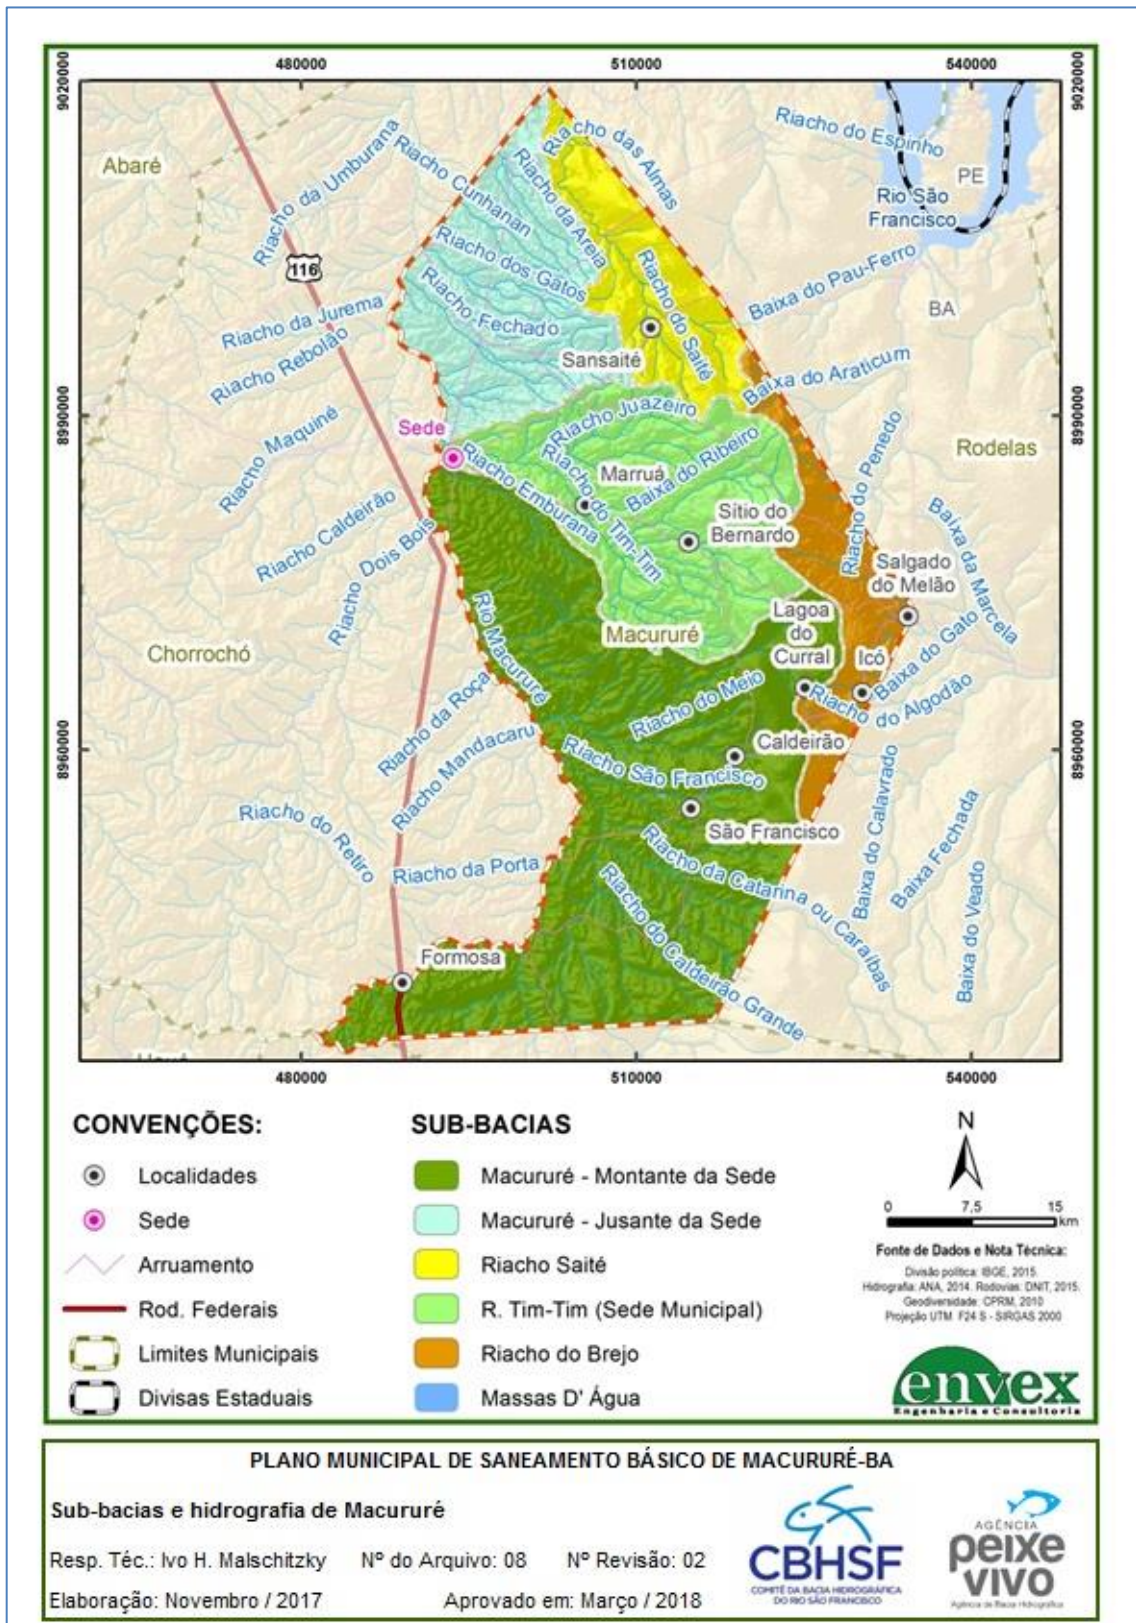 480000
510000
540000
9020000
9020000
Abaré
Riacho da Umburana
Riacho Cunhanan
Riacho das Almas
Riacho da Areia
Riacho do Espinho
PE
Rio São
Francisco
116
Riacho dos Gatos
Riacho Fechado
Riacho do Saité
Baixa do Pau-Ferro
BA
Riacho da Jurema
Riacho Rebolão
Sansaité
Baixa do Araticum
8990000
8990000
Sede
Riacho Juazeiro
Riacho Maquiné
Riacho Emburana
Riacho do Tim-Tim
Marruá
Baixa do Ribeiro
Riacho do Penedo
Rodelas
Riacho Caldeirão
Riacho Dois Bois
Sítio do
Bernardo
Salgado
do Melão
Baixa da Marcela
Chorrochó
Rio Macururé
Macururé
Lagoa
do
Curral
Icó
Baixa do Gato
Riacho do Algodão
Riacho da Roça
Riacho do Meio
8960000
8960000
Riacho Mandacaru
Riacho São Francisco
Caldeirão
Riacho do Retiro
São Francisco
Baixa do Calavrado
Baixa Fechada
Baixa do Veado
Riacho da Porta
Riacho da Catarina ou Caraíbas
Riacho do Caldeirão Grande
Formosa
480000
510000
540000
CONVENÇÕES:
Localidades
Sede
Arruamento
Rod. Federais
Limites Municipais
Divisas Estaduais
SUB-BACIAS
Macururé - Montante da Sede
Macururé - Jusante da Sede
Riacho Saité
R. Tim-Tim (Sede Municipal)
Riacho do Brejo
Massas D' Água
N
0 7,5 15
km
Fonte de Dados e Nota Técnica:
Divisão política: IBGE, 2015.
Hidrografia: ANA, 2014. Rodovias: DNIT, 2015.
Geodiversidade: CPRM, 2010
Projeção UTM F24 S - SIRGAS 2000
envex
Engenharia e Consultoria
PLANO MUNICIPAL DE SANEAMENTO BÁSICO DE MACURURÉ-BA
Sub-bacias e hidrografia de Macururé
Resp. Téc.: Ivo H. Malschitzky Nº do Arquivo: 08 Nº Revisão: 02
Elaboração: Novembro / 2017 Aprovado em: Março / 2018
CBHSF
COMITÊ DA BACIA HIDROGRÁFICA
DO RIO SÃO FRANCISCO
AGÊNCIA
peixe
vivo
Agência de Bacia Hidrográfica